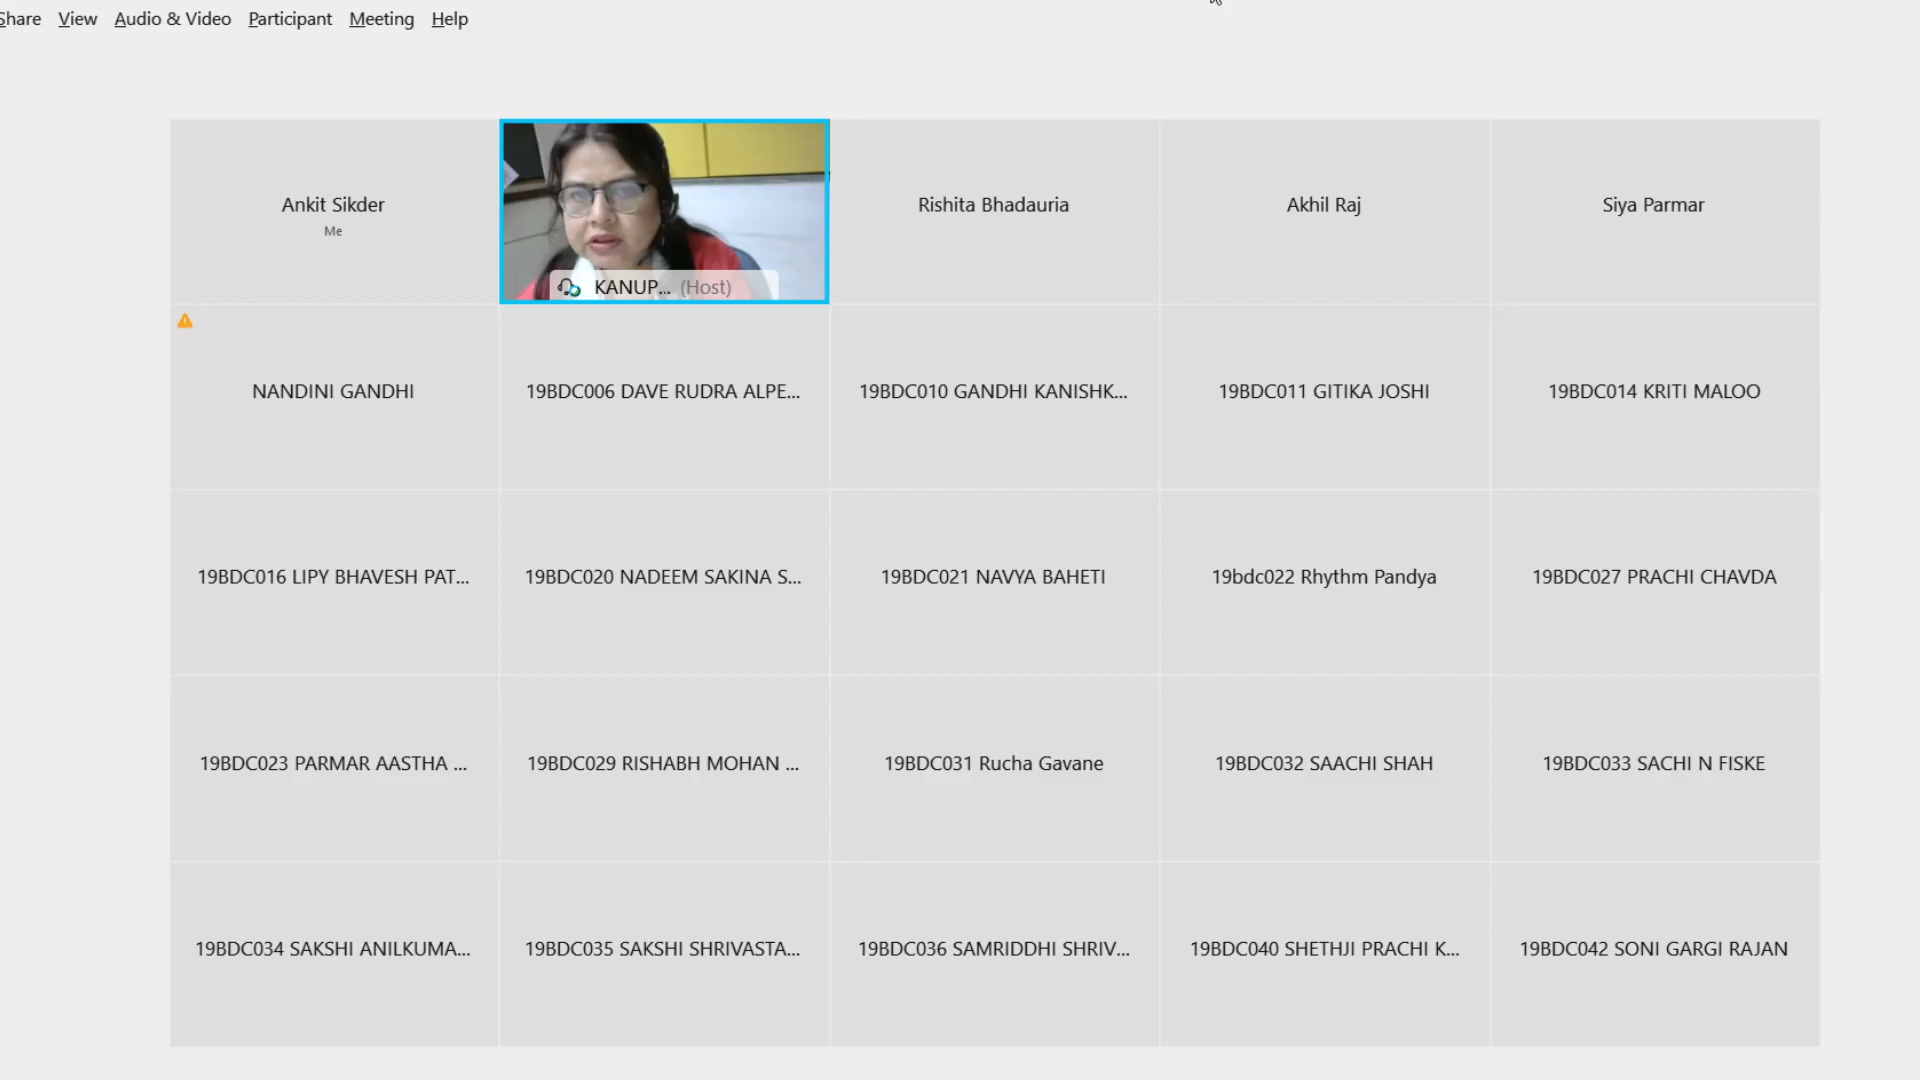 Share View Audio & Video Participant Meeting Help
Ankit Sikder
Me
KANUP... (Host)
Rishita Bhadauria
Akhil Raj
Siya Parmar
NANDINI GANDHI
19BDC006 DAVE RUDRA ALPE...
19BDC010 GANDHI KANISHK...
19BDC011 GITIKA JOSHI
19BDC014 KRITI MALOO
19BDC016 LIPY BHAVESH PAT...
19BDC020 NADEEM SAKINA S...
19BDC021 NAVYA BAHETI
19bdc022 Rhythm Pandya
19BDC027 PRACHI CHAVDA
19BDC023 PARMAR AASTHA ...
19BDC029 RISHABH MOHAN ...
19BDC031 Rucha Gavane
19BDC032 SAACHI SHAH
19BDC033 SACHI N FISKE
19BDC034 SAKSHI ANILKUMA...
19BDC035 SAKSHI SHRIVASTA...
19BDC036 SAMRIDDHI SHRIV...
19BDC040 SHETHJI PRACHI K...
19BDC042 SONI GARGI RAJAN